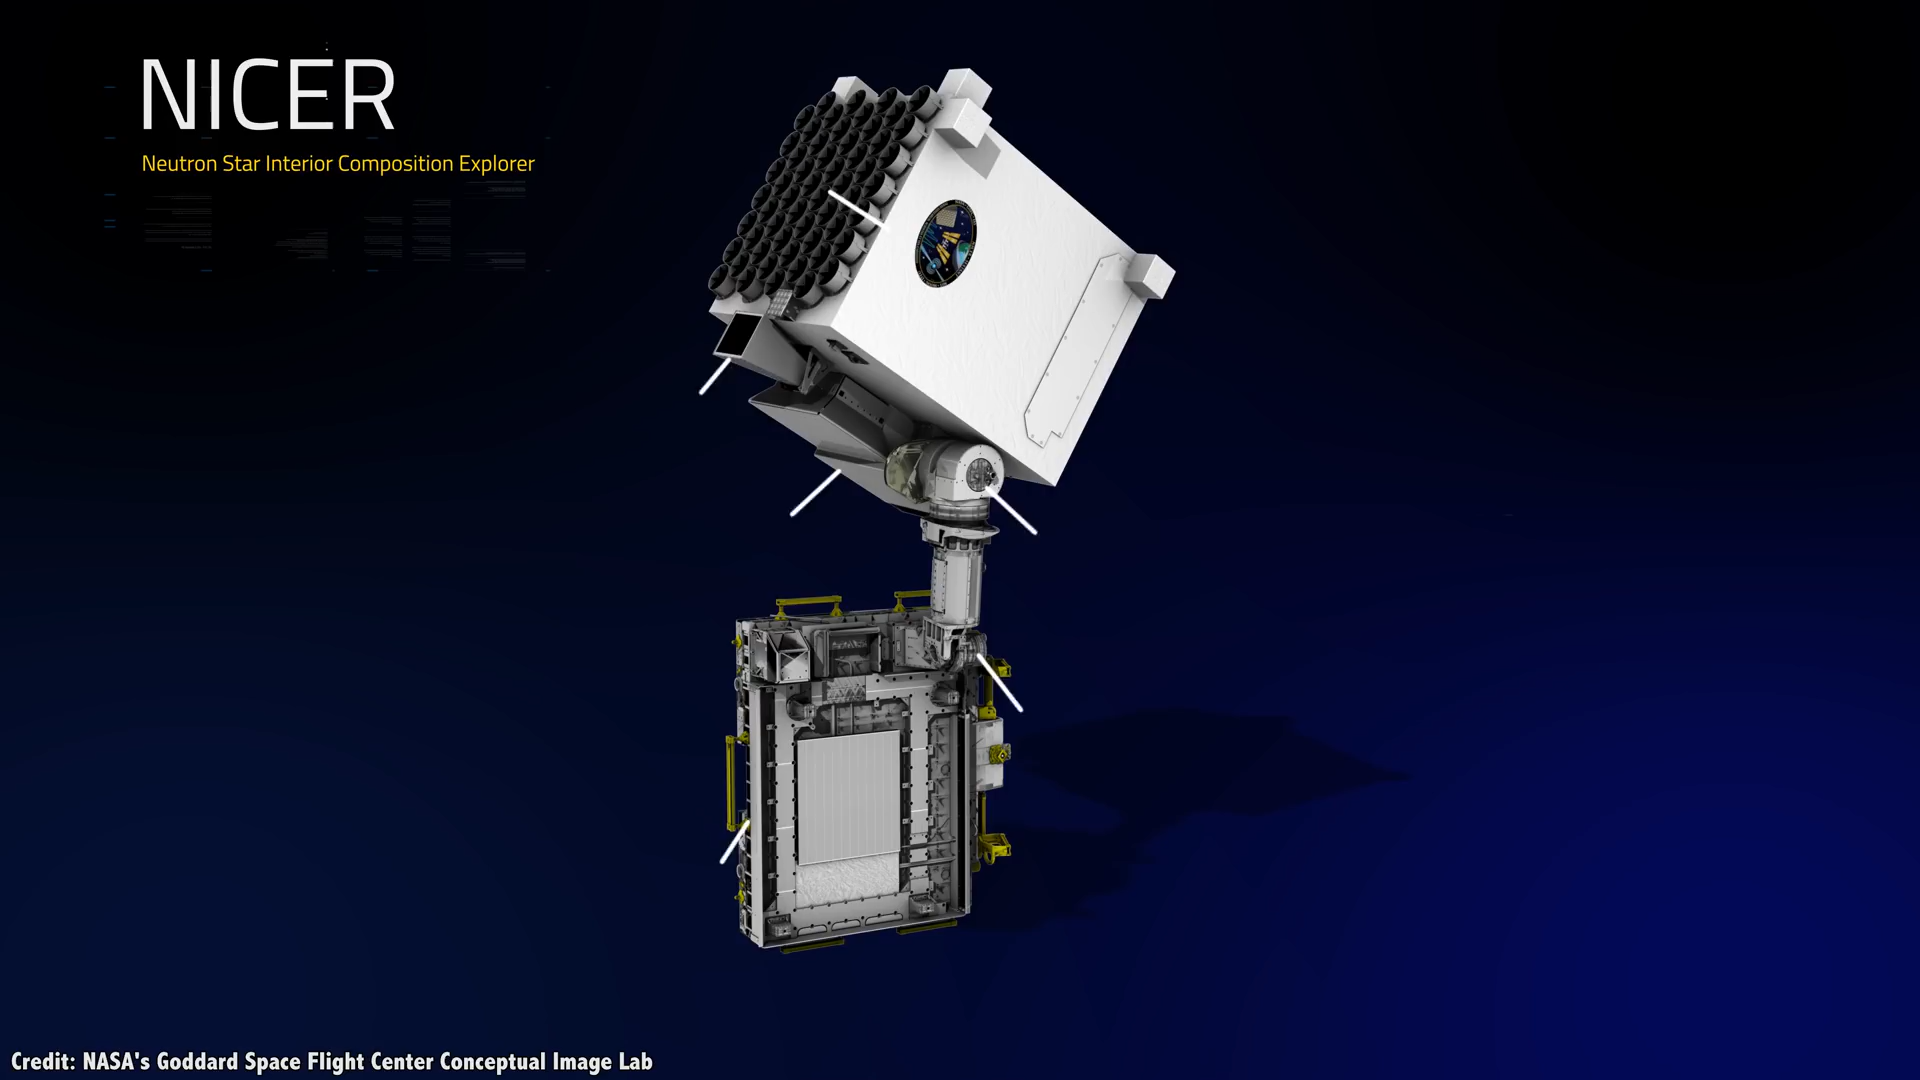 NICER
Neutron Star Interior Composition Explorer
Credit: NASA's Goddard Space Flight Center Conceptual Image Lab